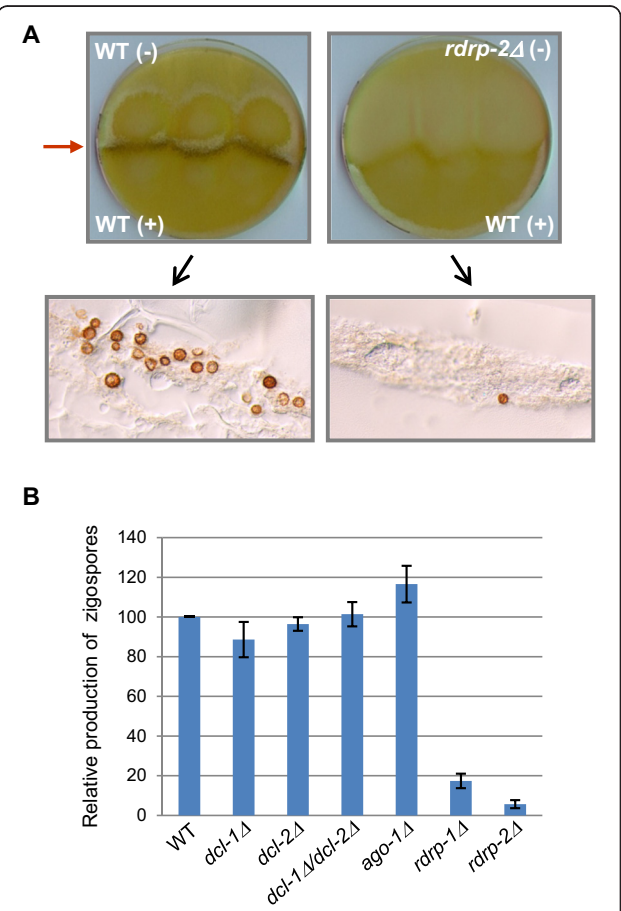 A
WT (-)
rdrp-2Δ (-)
WT (+)
WT (+)
B
Relative production of zigospores
140
120
100
80
60
40
20
0
WT
dcl-1Δ
dcl-2Δ
dcl-1Δ/dcl-2Δ
ago-1Δ
rdrp-1Δ
rdrp-2Δ